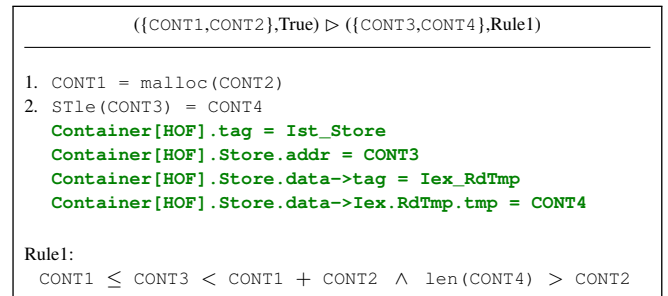 ({CONT1,CONT2},True) ▷ ({CONT3,CONT4},Rule1)
1. CONT1 = malloc(CONT2)
2. STle(CONT3) = CONT4
Container[HOF].tag = Ist_Store
Container[HOF].Store.addr = CONT3
Container[HOF].Store.data->tag = Iex_RdTmp
Container[HOF].Store.data->Iex.RdTmp.tmp = CONT4
Rule1:
CONT1 ≤ CONT3 < CONT1 + CONT2 ∧ len(CONT4) > CONT2